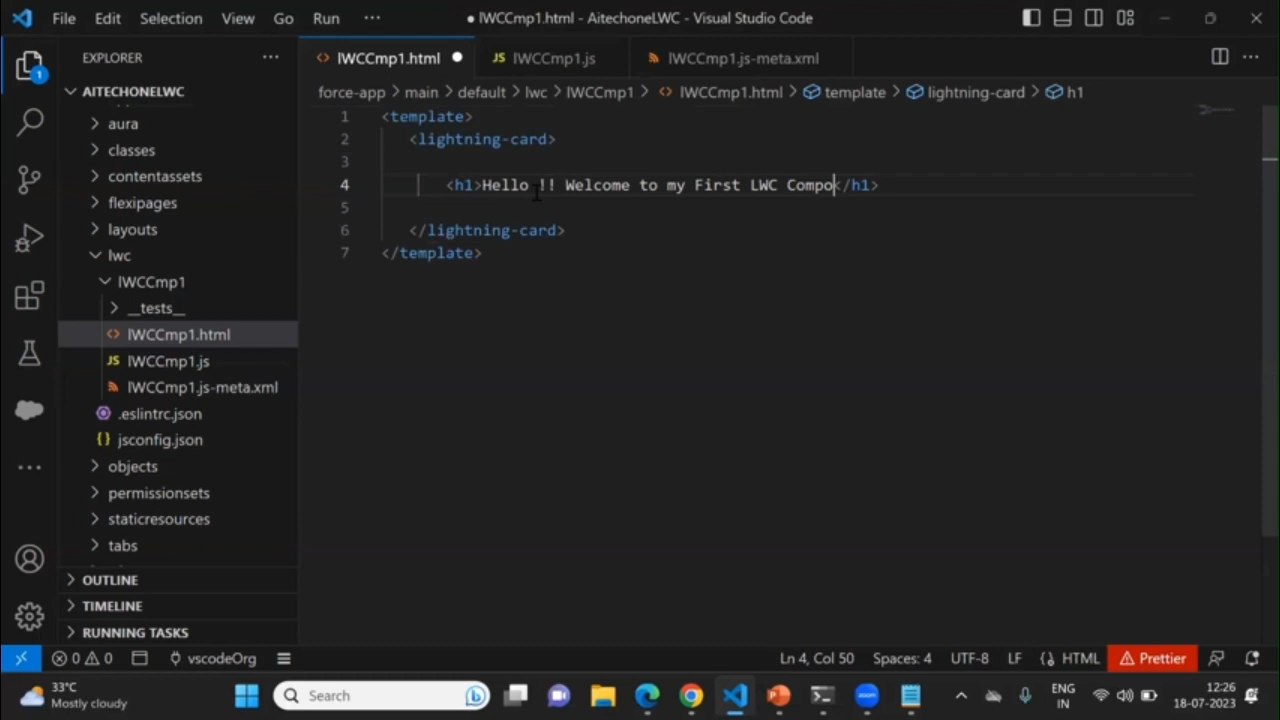 File Edit Selection View Go Run ··· ● lWCCmp1.html - AitechoneLWC - Visual Studio Code
EXPLORER ···
lWCCmp1.html ●
JS lWCCmp1.js
lWCCmp1.js-meta.xml
1
AITECHONELWC
aura
classes
contentassets
flexipages
layouts
lwc
lWCCmp1
__tests__
lWCCmp1.html
JS lWCCmp1.js
lWCCmp1.js-meta.xml
.eslintrc.json
{} jsconfig.json
objects
permissionsets
staticresources
tabs
OUTLINE
TIMELINE
RUNNING TASKS
force-app > main > default > lwc > lWCCmp1 > lWCCmp1.html > template > lightning-card > h1
1 <template>
2 <lightning-card>
3
4 <h1>Hello !! Welcome to my First LWC Compo</h1>
5
6 </lightning-card>
7 </template>
0 0 vscodeOrg Ln 4, Col 50 Spaces: 4 UTF-8 LF HTML Prettier
33°C
Mostly cloudy
Search
zoom
ENG
IN
12:26
18-07-2023